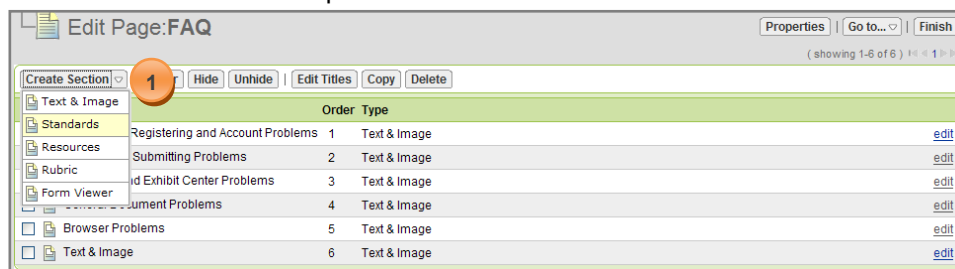 Edit Page:FAQ Properties | Go to... | Finish
( showing 1-6 of 6 ) 1
Create Section 1 r Hide Unhide | Edit Titles Copy Delete
Text & Image
Order Type
Standards
Registering and Account Problems 1 Text & Image edit
Resources
Submitting Problems 2 Text & Image edit
Rubric
Exhibit Center Problems 3 Text & Image edit
Form Viewer
Problems 4 Text & Image edit
Browser Problems 5 Text & Image edit
Text & Image 6 Text & Image edit